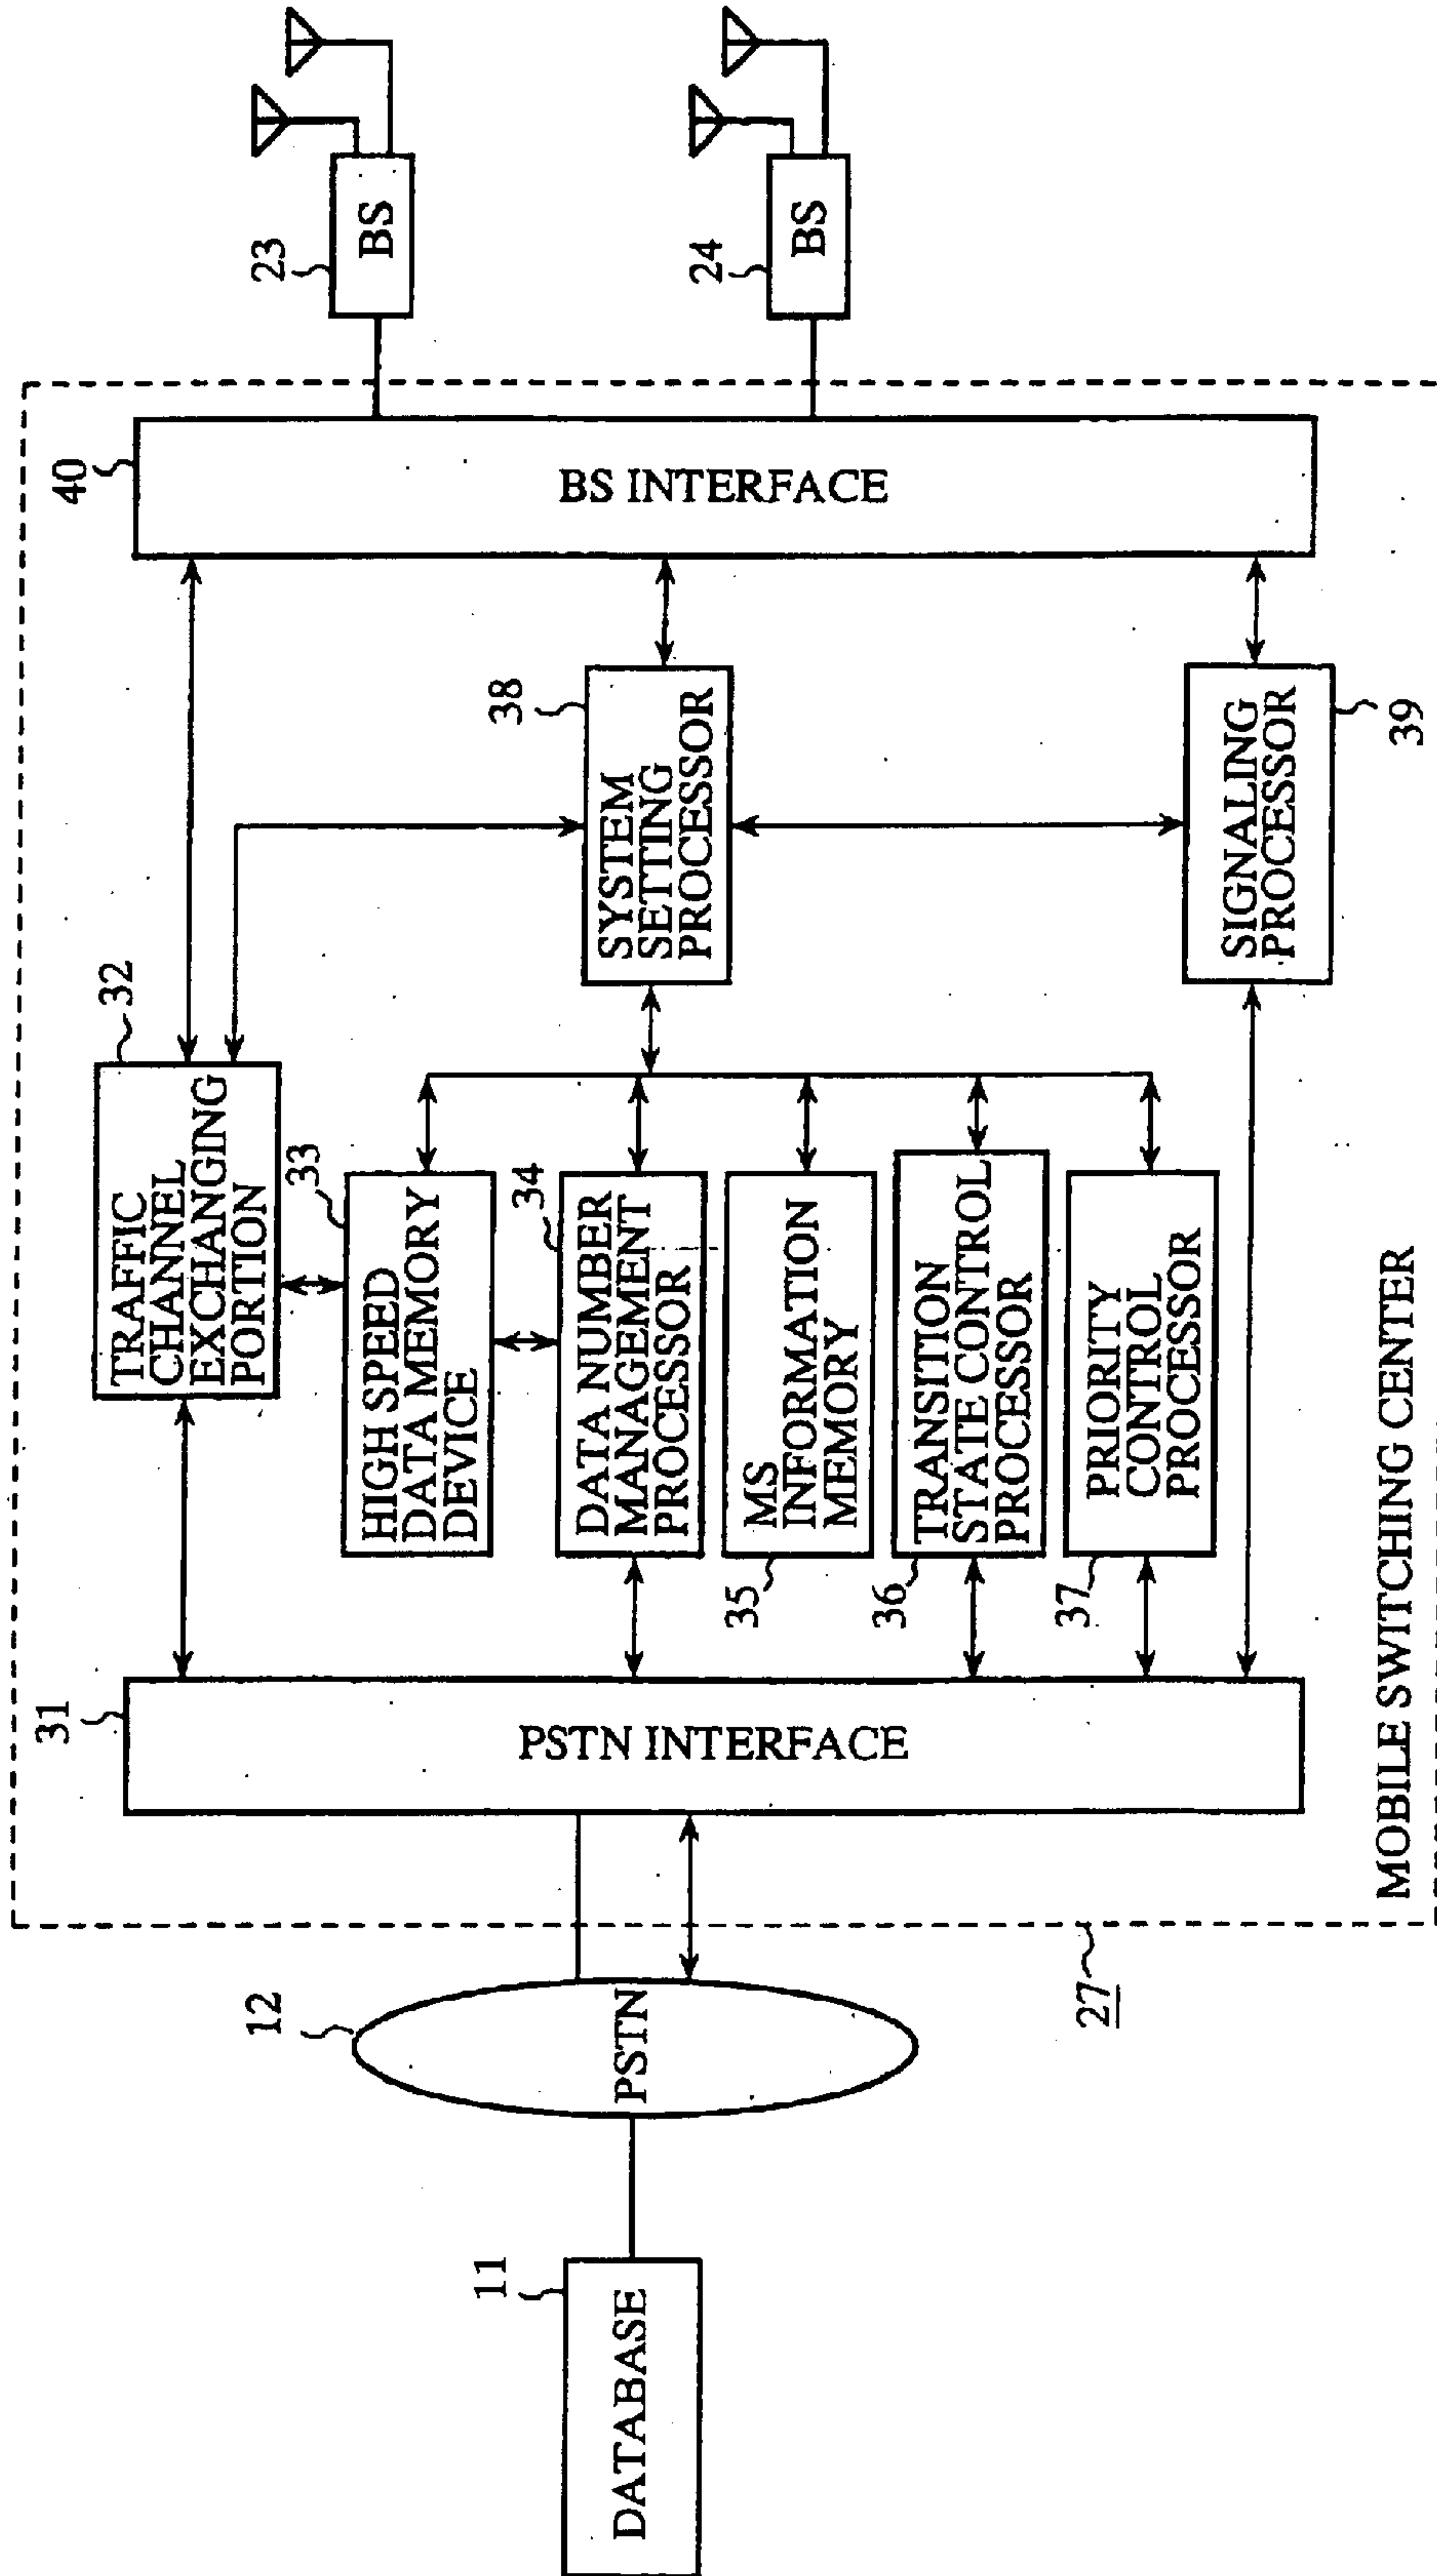 11
DATABASE
12
PSTN
27
MOBILE SWITCHING CENTER
31
PSTN INTERFACE
32
TRAFFIC
CHANNEL
EXCHANGING
PORTION
33
HIGH SPEED
DATA MEMORY
DEVICE
34
DATA NUMBER
MANAGEMENT
PROCESSOR
35
MS
INFORMATION
MEMORY
36
TRANSITION
STATE CONTROL
PROCESSOR
37
PRIORITY
CONTROL
PROCESSOR
38
SYSTEM
SETTING
PROCESSOR
39
SIGNALING
PROCESSOR
40
BS INTERFACE
23
BS
24
BS